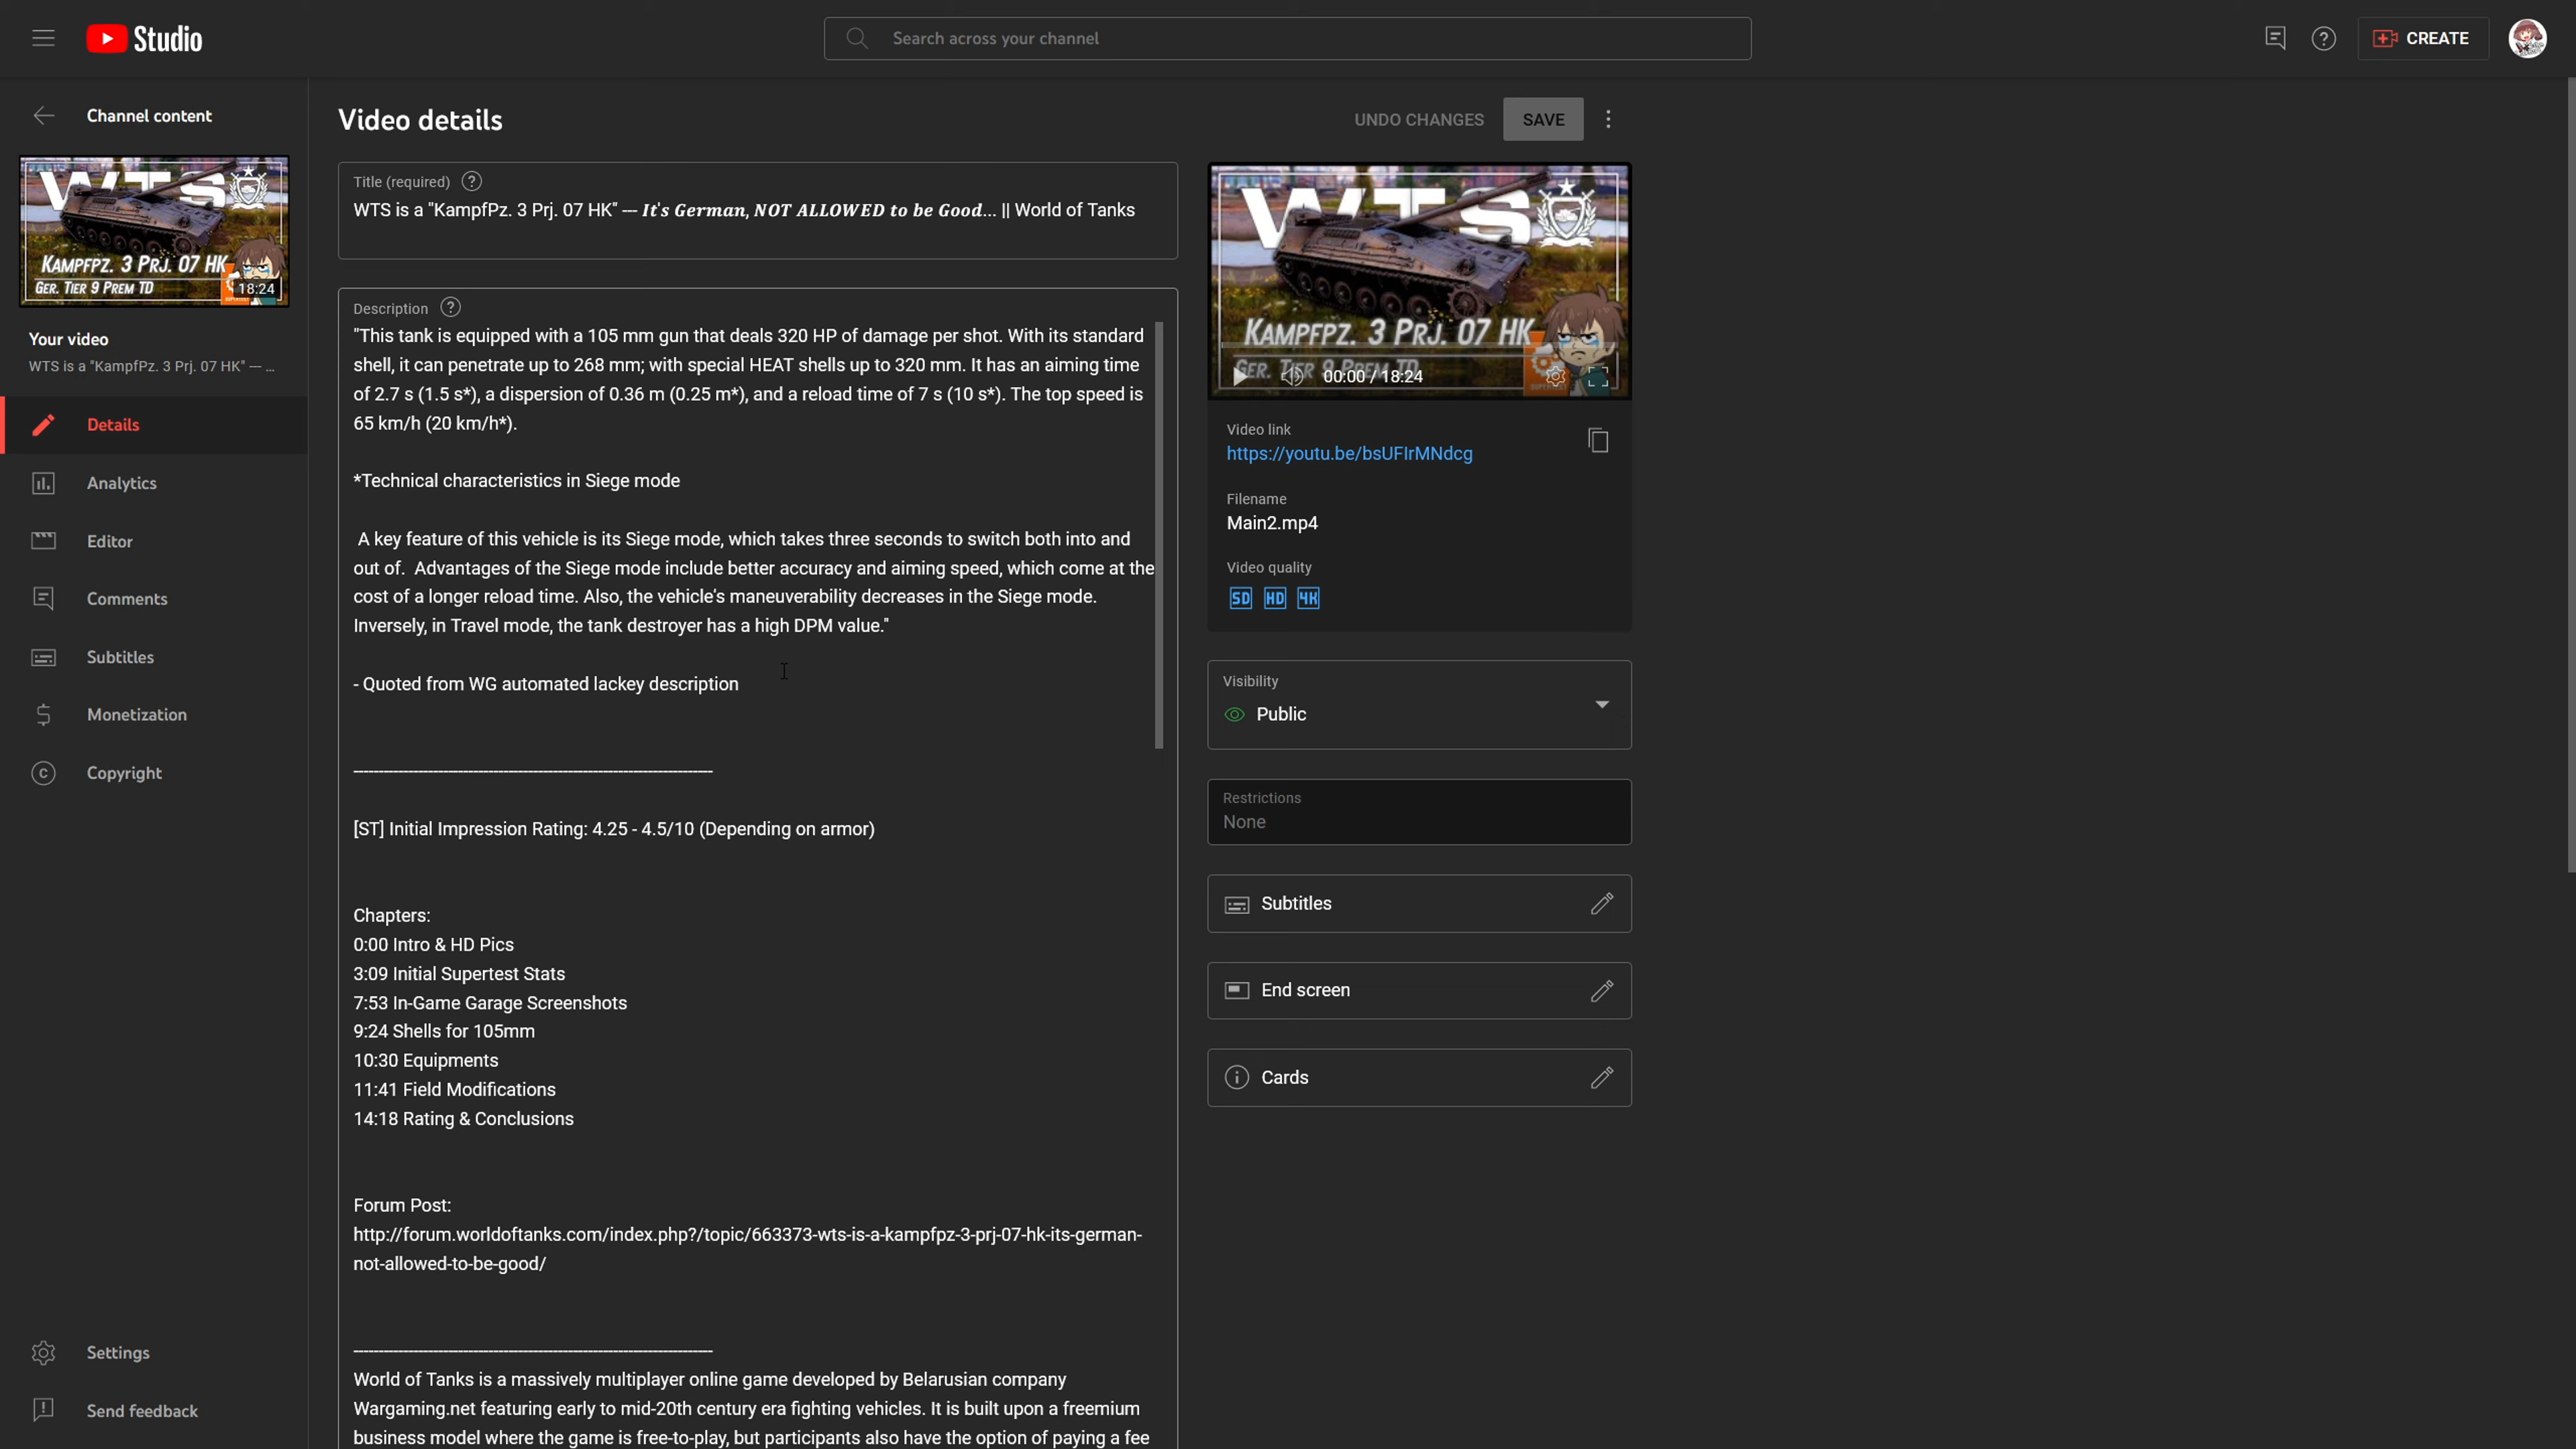 Studio
Search across your channel
CREATE
Channel content
WTS
KAMPFPZ. 3 PRJ. 07 HK
GER. TIER 9 PREM TD
18:24
Your video
WTS is a "KampfPz. 3 Prj. 07 HK" --- ...
Details
Analytics
Editor
Comments
Subtitles
Monetization
Copyright
Settings
Send feedback
Video details
UNDO CHANGES
SAVE
Title (required)
WTS is a "KampfPz. 3 Prj. 07 HK" --- It's German, NOT ALLOWED to be Good... || World of Tanks
Description
"This tank is equipped with a 105 mm gun that deals 320 HP of damage per shot. With its standard
shell, it can penetrate up to 268 mm; with special HEAT shells up to 320 mm. It has an aiming time
of 2.7 s (1.5 s*), a dispersion of 0.36 m (0.25 m*), and a reload time of 7 s (10 s*). The top speed is
65 km/h (20 km/h*).
*Technical characteristics in Siege mode
A key feature of this vehicle is its Siege mode, which takes three seconds to switch both into and
out of.  Advantages of the Siege mode include better accuracy and aiming speed, which come at the
cost of a longer reload time. Also, the vehicle's maneuverability decreases in the Siege mode.
Inversely, in Travel mode, the tank destroyer has a high DPM value."
- Quoted from WG automated lackey description
------------------------------------------------------------------------
[ST] Initial Impression Rating: 4.25 - 4.5/10 (Depending on armor)
Chapters:
0:00 Intro & HD Pics
3:09 Initial Supertest Stats
7:53 In-Game Garage Screenshots
9:24 Shells for 105mm
10:30 Equipments
11:41 Field Modifications
14:18 Rating & Conclusions
Forum Post:
http://forum.worldoftanks.com/index.php?/topic/663373-wts-is-a-kampfpz-3-prj-07-hk-its-german-
not-allowed-to-be-good/
------------------------------------------------------------------------
World of Tanks is a massively multiplayer online game developed by Belarusian company
Wargaming.net featuring early to mid-20th century era fighting vehicles. It is built upon a freemium
business model where the game is free-to-play, but participants also have the option of paying a fee
WTS
KAMPFPZ. 3 PRJ. 07 HK
GER. TIER 9 PREM TD
00:00 / 18:24
Video link
https://youtu.be/bsUFIrMNdcg
Filename
Main2.mp4
Video quality
SD HD 4K
Visibility
Public
Restrictions
None
Subtitles
End screen
Cards